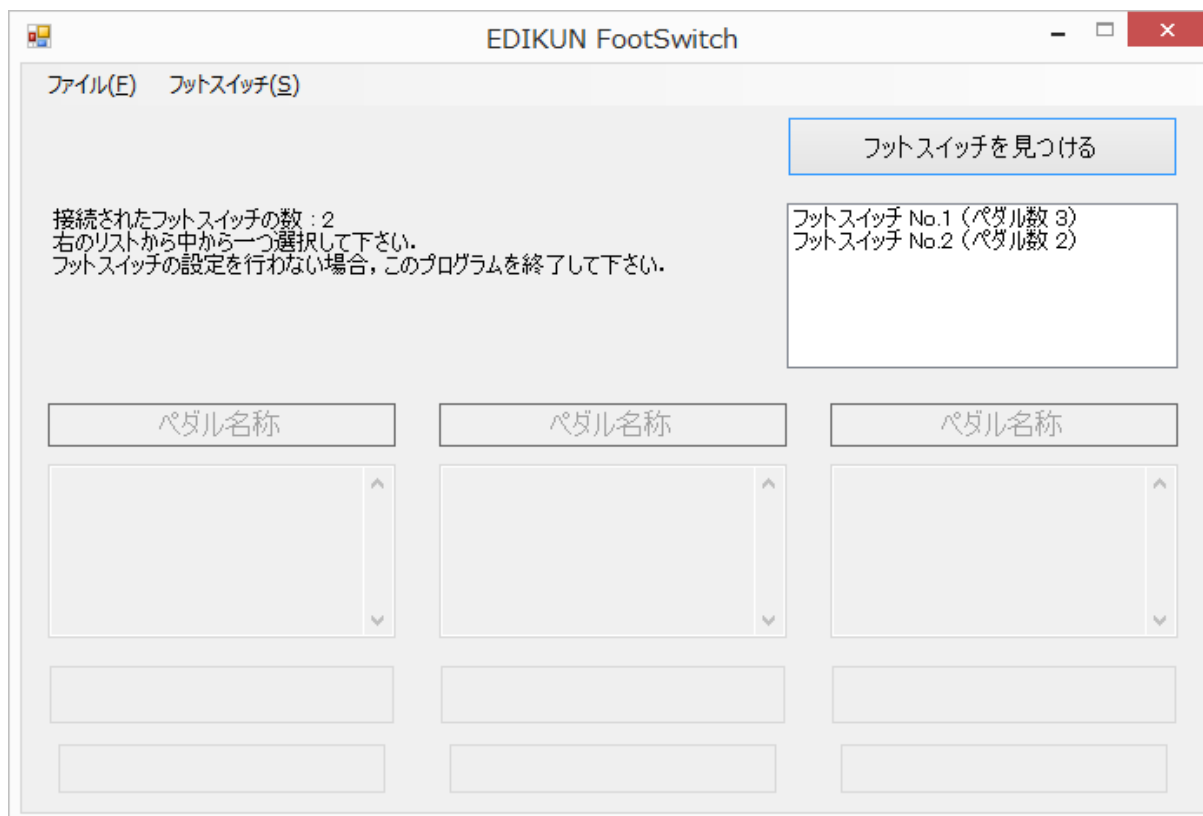 EDIKUN FootSwitch
ファイル(F) フットスイッチ(S)
フットスイッチを見つける
接続されたフットスイッチの数：2
右のリストから中から一つ選択して下さい．
フットスイッチの設定を行わない場合，このプログラムを終了して下さい．
フットスイッチ No.1（ペダル数 3）
フットスイッチ No.2（ペダル数 2）
ペダル名称 ペダル名称 ペダル名称